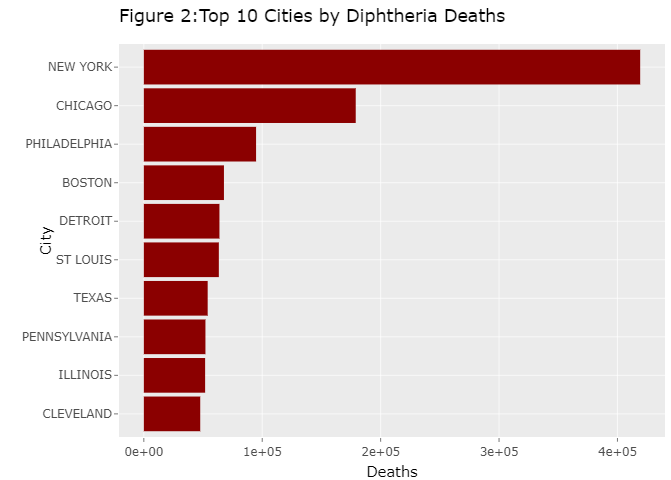 Figure 2:Top 10 Cities by Diphtheria Deaths
NEW YORK
CHICAGO
PHILADELPHIA
BOSTON
DETROIT
ST LOUIS
TEXAS
PENNSYLVANIA
ILLINOIS
CLEVELAND
City
0e+00 1e+05 2e+05 3e+05 4e+05
Deaths